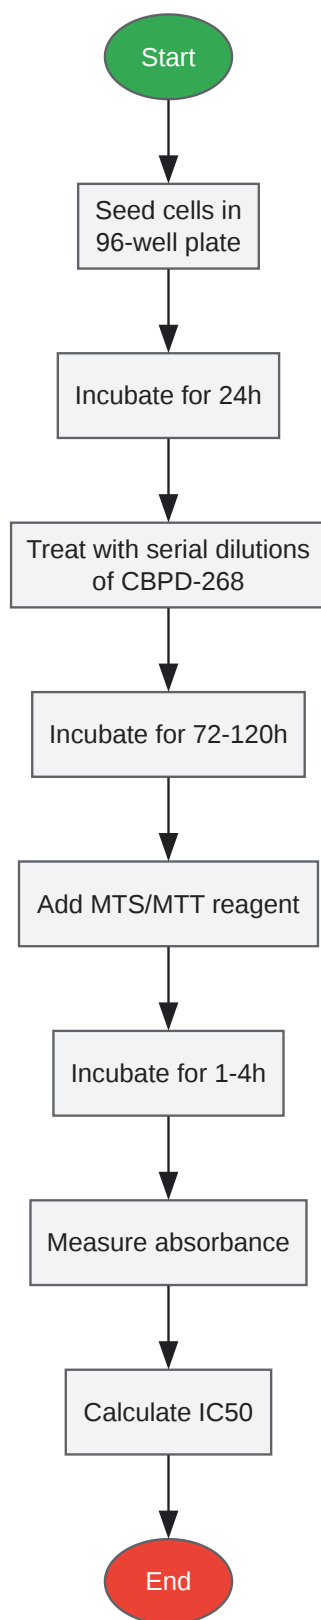 Start
Seed cells in
96-well plate
Incubate for 24h
Treat with serial dilutions
of CBPD-268
Incubate for 72-120h
Add MTS/MTT reagent
Incubate for 1-4h
Measure absorbance
Calculate IC50
End